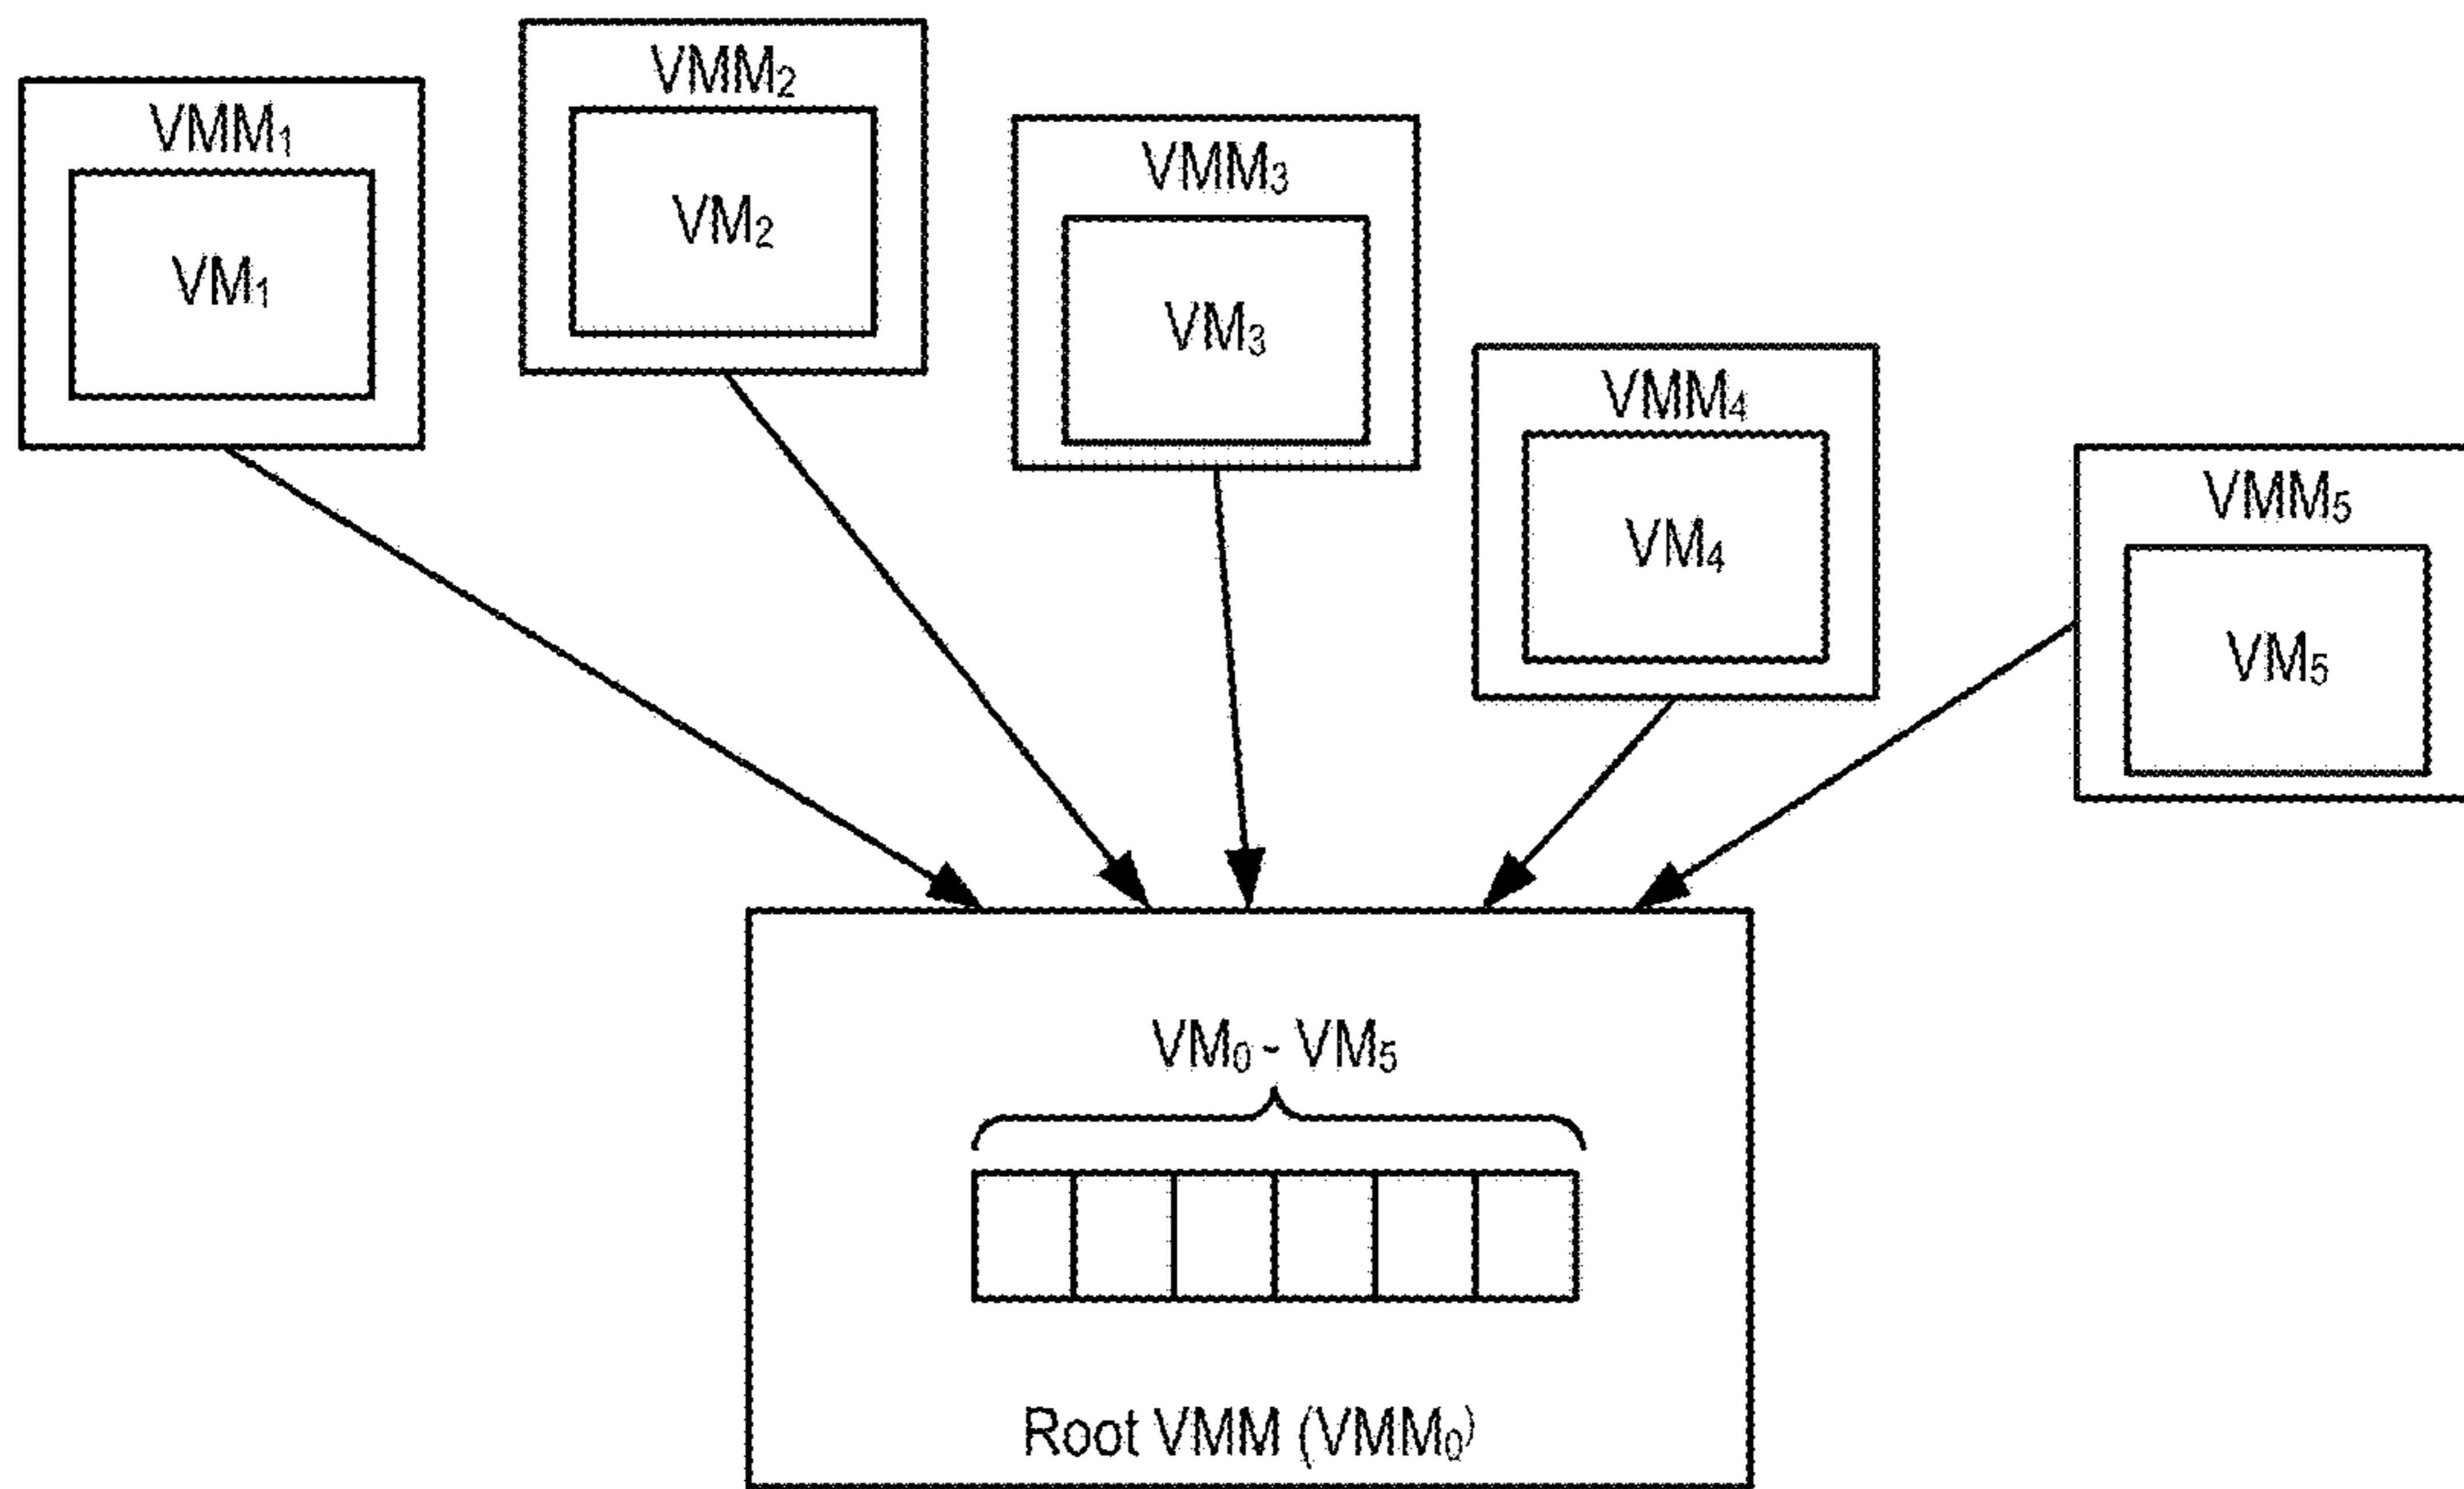 VMM₁
VM₁
VMM₂
VM₂
VMM₃
VM₃
VMM₄
VM₄
VMM₅
VM₅
VM₀ - VM₅
Root VMM (VMM₀)